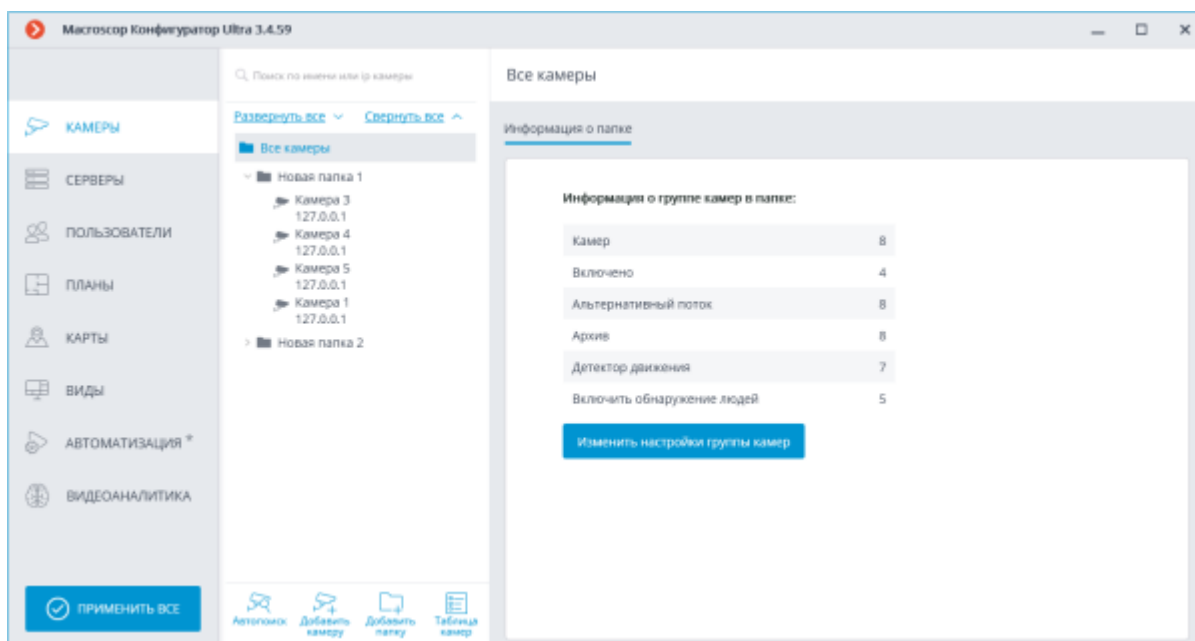 Macroscop Конфигуратор Ultra 3.4.59
Поиск по имени или ip камеры
Все камеры
КАМЕРЫ
СЕРВЕРЫ
ПОЛЬЗОВАТЕЛИ
ПЛАНЫ
КАРТЫ
ВИДЫ
АВТОМАТИЗАЦИЯ *
ВИДЕОАНАЛИТИКА
ПРИМЕНИТЬ ВСЕ
Развернуть все Свернуть все
Все камеры
Новая папка 1
Камера 3
127.0.0.1
Камера 4
127.0.0.1
Камера 5
127.0.0.1
Камера 1
127.0.0.1
Новая папка 2
Автопоиск
Добавить камеру
Добавить папку
Таблица камер
Информация о папке
Информация о группе камер в папке:
Камер 8
Включено 4
Альтернативный поток 8
Архив 8
Детектор движения 7
Включить обнаружение людей 5
Изменить настройки группы камер